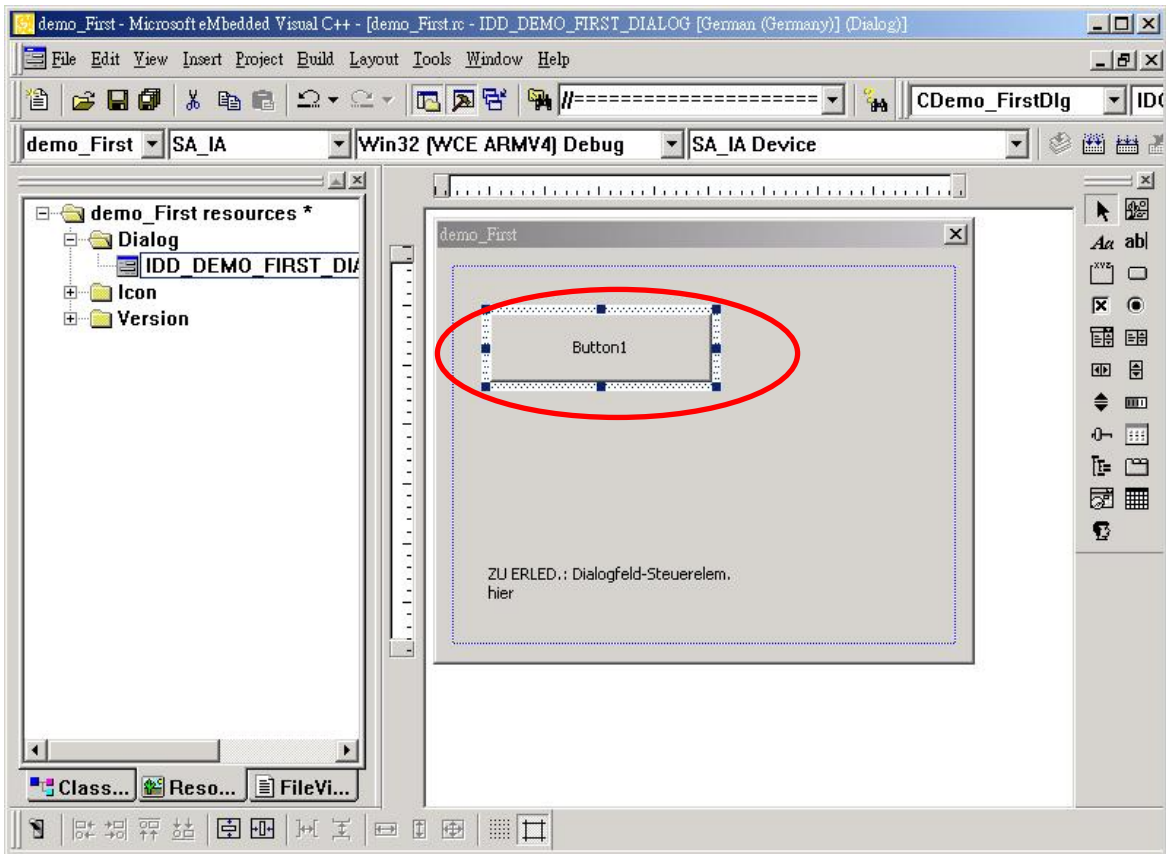 demo_First - Microsoft eMbedded Visual C++ - [demo_First.rc - IDD_DEMO_FIRST_DIALOG [German (Germany)] (Dialog)]
File Edit View Insert Project Build Layout Tools Window Help
//===================== CDemo_FirstDlg
demo_First SA_IA Win32 (WCE ARMV4) Debug SA_IA Device
demo_First resources *
Dialog
IDD_DEMO_FIRST_DIA
Icon
Version
demo_First
Button1
ZU ERLED.: Dialogfeld-Steuerelem.
hier
Aa ab|
xyz
Class... Reso... FileVi...